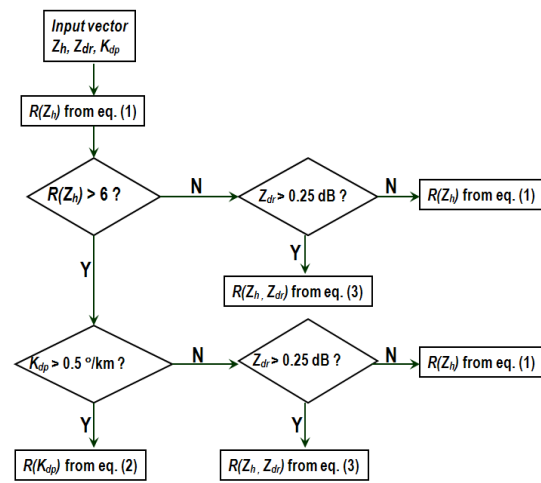 Input vector
Zh, Zdr, Kdp
R(Zh) from eq. (1)
R(Zh) > 6 ?
N
Zdr > 0.25 dB ?
N
R(Zh) from eq. (1)
Y
Y
R(Zh , Zdr) from eq. (3)
Kdp > 0.5 º/km ?
N
Zdr > 0.25 dB ?
N
R(Zh) from eq. (1)
Y
Y
R(Kdp) from eq. (2)
R(Zh , Zdr) from eq. (3)